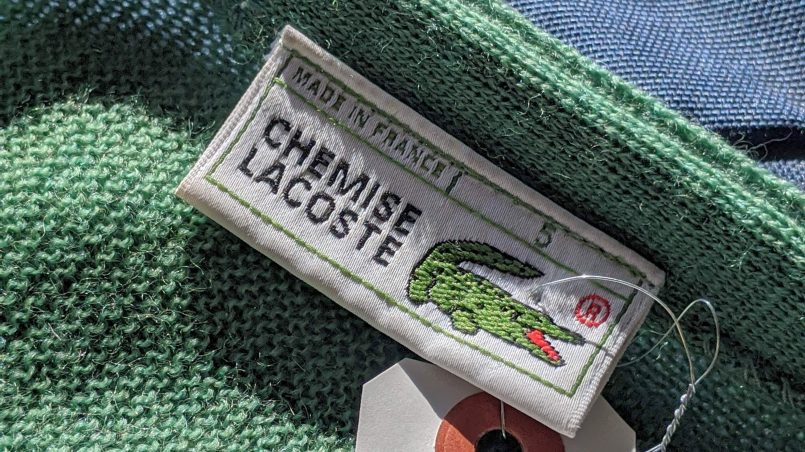 MADE IN FRANCE
5
CHEMISE
LACOSTE
®